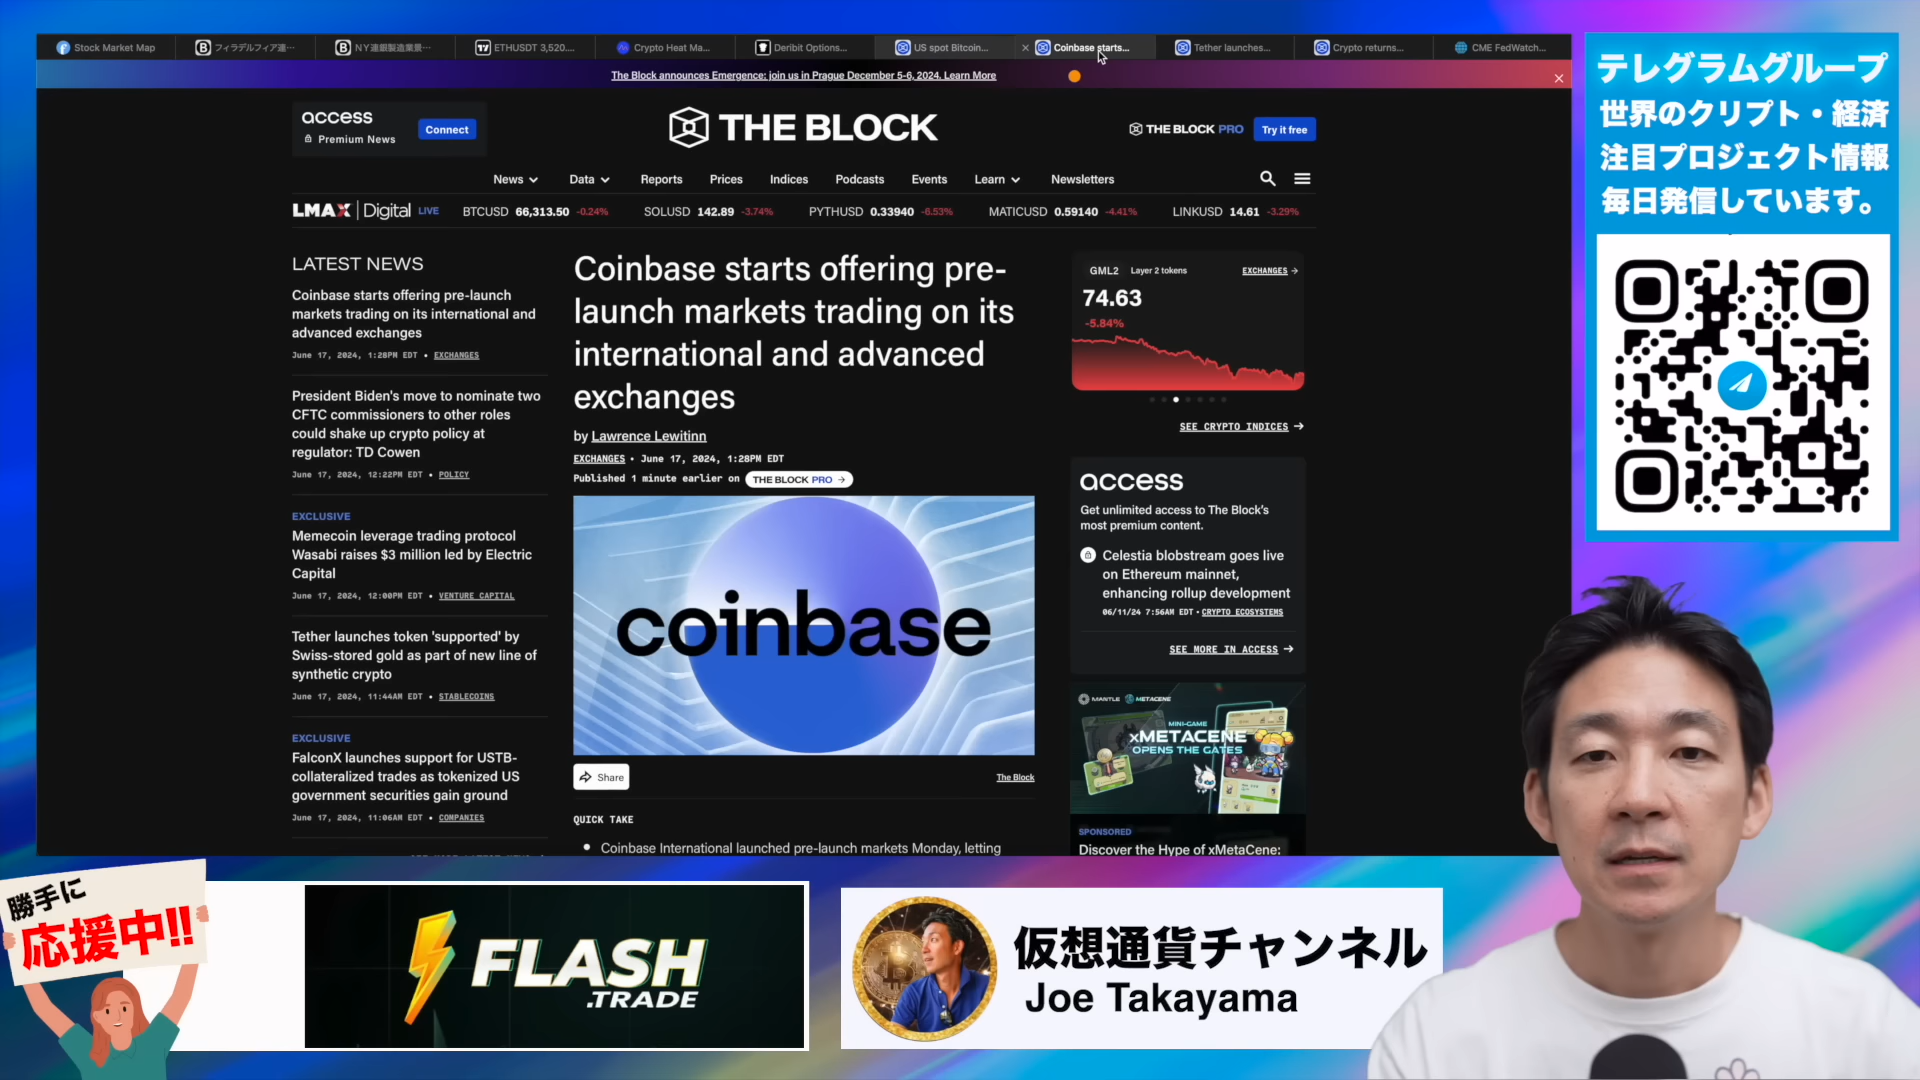 Stock Market Map
フィラデルフィア連…
NY連銀製造業景…
ETHUSDT 3,520....
Crypto Heat Ma...
Deribit Options...
US spot Bitcoin...
Coinbase starts...
Tether launches...
Crypto returns...
CME FedWatch...
The Block announces Emergence: join us in Prague December 5-6, 2024. Learn More
access
Premium News
Connect
THE BLOCK
THE BLOCK PRO
Try it free
News
Data
Reports
Prices
Indices
Podcasts
Events
Learn
Newsletters
LMAX Digital LIVE
BTCUSD 66,313.50 -0.24%
SOLUSD 142.89 -3.74%
PYTHUSD 0.33940 -6.53%
MATICUSD 0.59140 -4.41%
LINKUSD 14.61 -3.29%
LATEST NEWS
Coinbase starts offering pre-launch
markets trading on its international and
advanced exchanges
June 17, 2024, 1:28PM EDT • EXCHANGES
President Biden's move to nominate two
CFTC commissioners to other roles
could shake up crypto policy at
regulator: TD Cowen
June 17, 2024, 12:22PM EDT • POLICY
EXCLUSIVE
Memecoin leverage trading protocol
Wasabi raises $3 million led by Electric
Capital
June 17, 2024, 12:00PM EDT • VENTURE CAPITAL
Tether launches token 'supported' by
Swiss-stored gold as part of new line of
synthetic crypto
June 17, 2024, 11:44AM EDT • STABLECOINS
EXCLUSIVE
FalconX launches support for USTB-
collateralized trades as tokenized US
government securities gain ground
June 17, 2024, 11:06AM EDT • COMPANIES
Coinbase starts offering pre-
launch markets trading on its
international and advanced
exchanges
by Lawrence Lewitinn
EXCHANGES • June 17, 2024, 1:28PM EDT
Published 1 minute earlier on THE BLOCK PRO →
coinbase
Share
The Block
QUICK TAKE
• Coinbase International launched pre-launch markets Monday, letting
GML2 Layer 2 tokens
EXCHANGES →
74.63
-5.84%
SEE CRYPTO INDICES →
access
Get unlimited access to The Block's
most premium content.
Celestia blobstream goes live
on Ethereum mainnet,
enhancing rollup development
06/11/24 7:56AM EDT • CRYPTO ECOSYSTEMS
SEE MORE IN ACCESS →
MANTLE METACENE
MINI-GAME
xMETACENE
OPENS THE GATES
SPONSORED
Discover the Hype of xMetaCene:
テレグラムグループ
世界のクリプト・経済
注目プロジェクト情報
毎日発信しています。
勝手に
応援中!!
FLASH
.TRADE
仮想通貨チャンネル
Joe Takayama